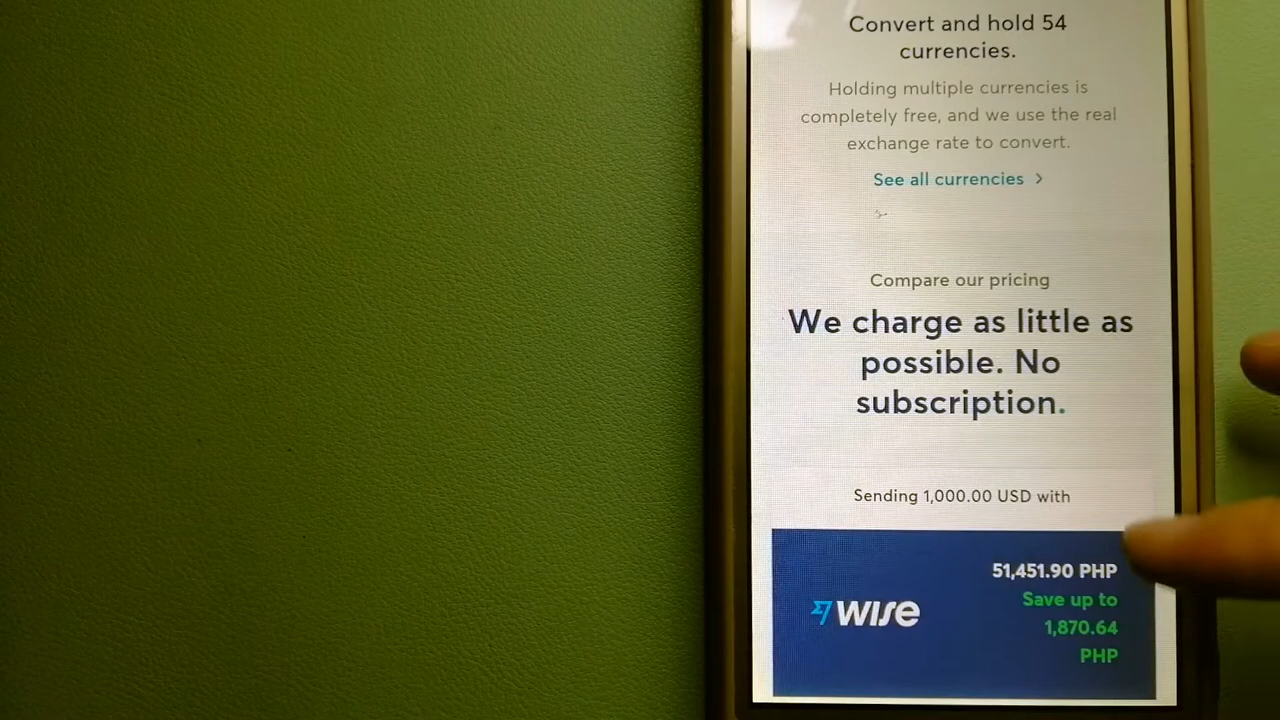 Convert and hold 54
currencies.
Holding multiple currencies is
completely free, and we use the real
exchange rate to convert.
See all currencies >
Compare our pricing
We charge as little as
possible. No
subscription.
Sending 1,000.00 USD with
51,451.90 PHP
Save up to
1,870.64
PHP
WISE